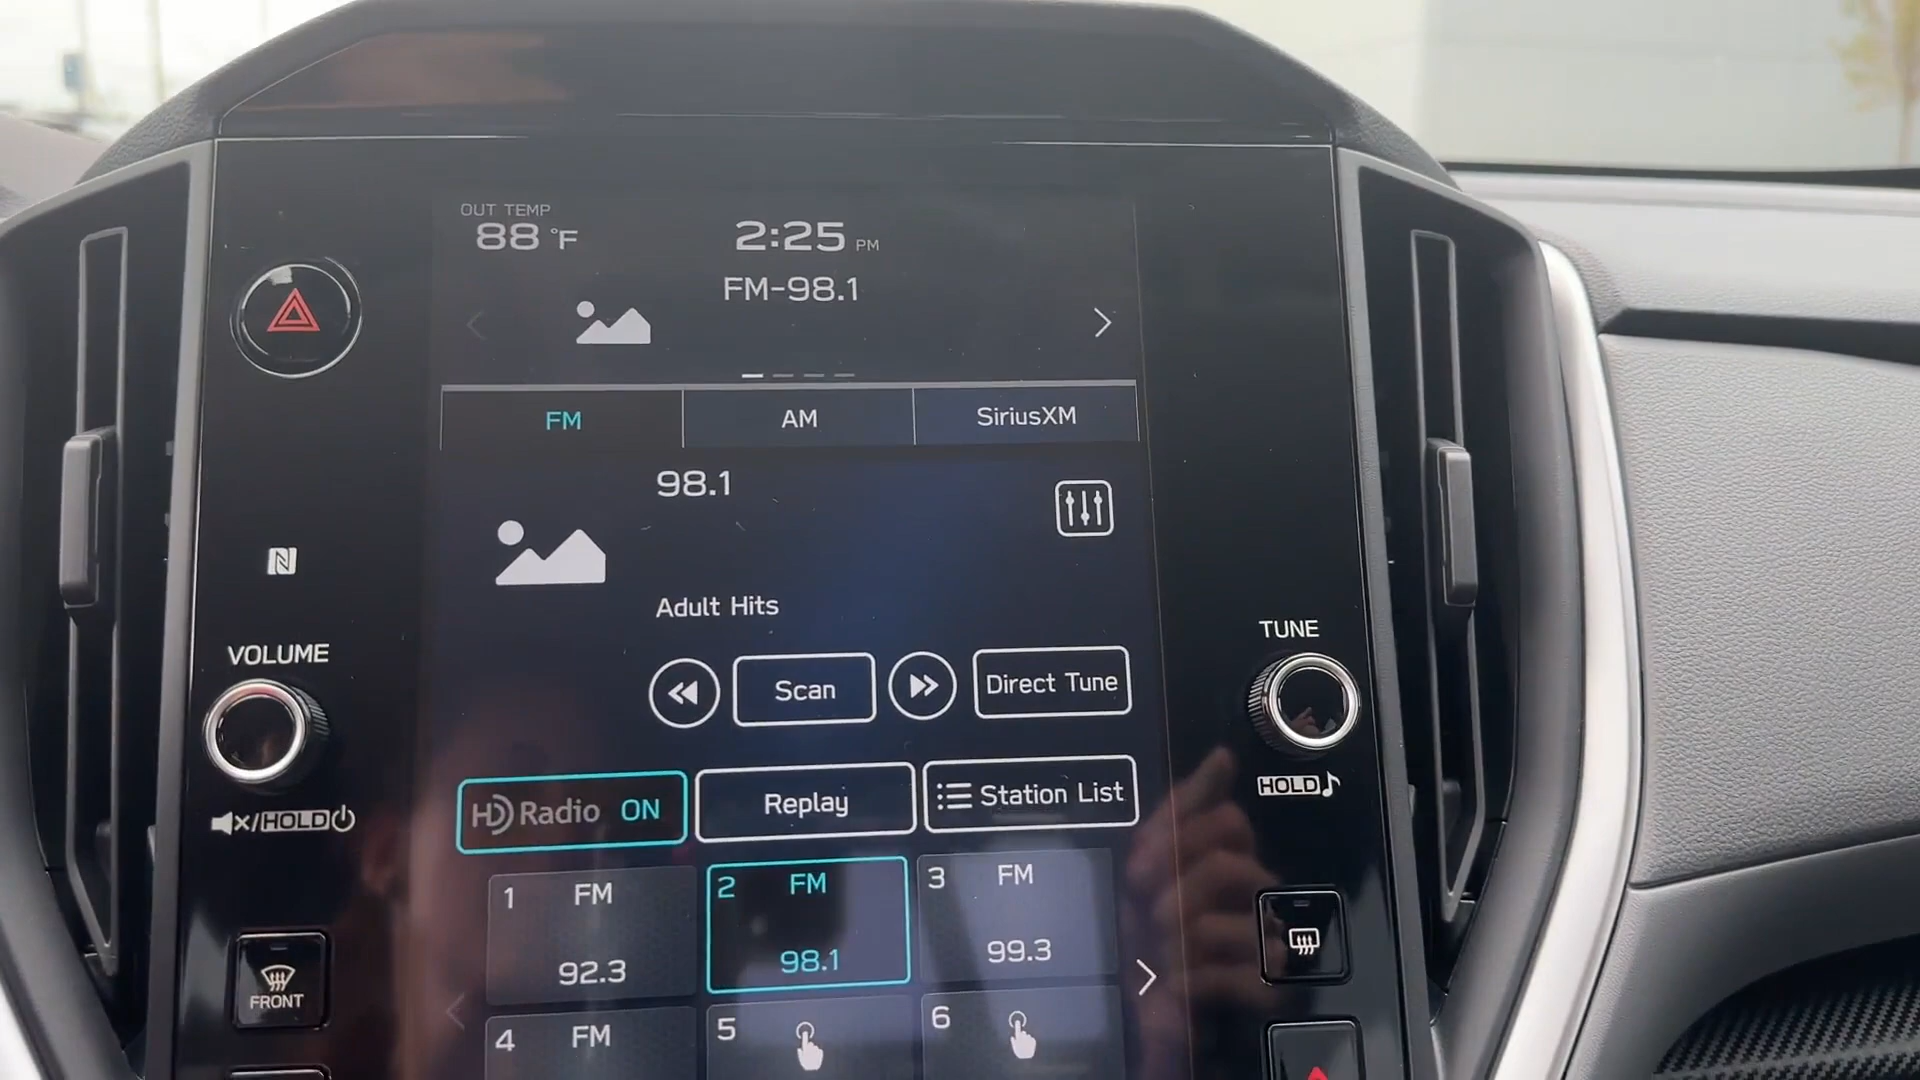 OUT TEMP
88 °F
2:25 PM
FM-98.1
FM
AM
SiriusXM
98.1
Adult Hits
VOLUME
TUNE
Scan
Direct Tune
HOLD
/HOLD
HD Radio ON
Replay
Station List
1 FM
92.3
2 FM
98.1
3 FM
99.3
FRONT
4 FM
5
6